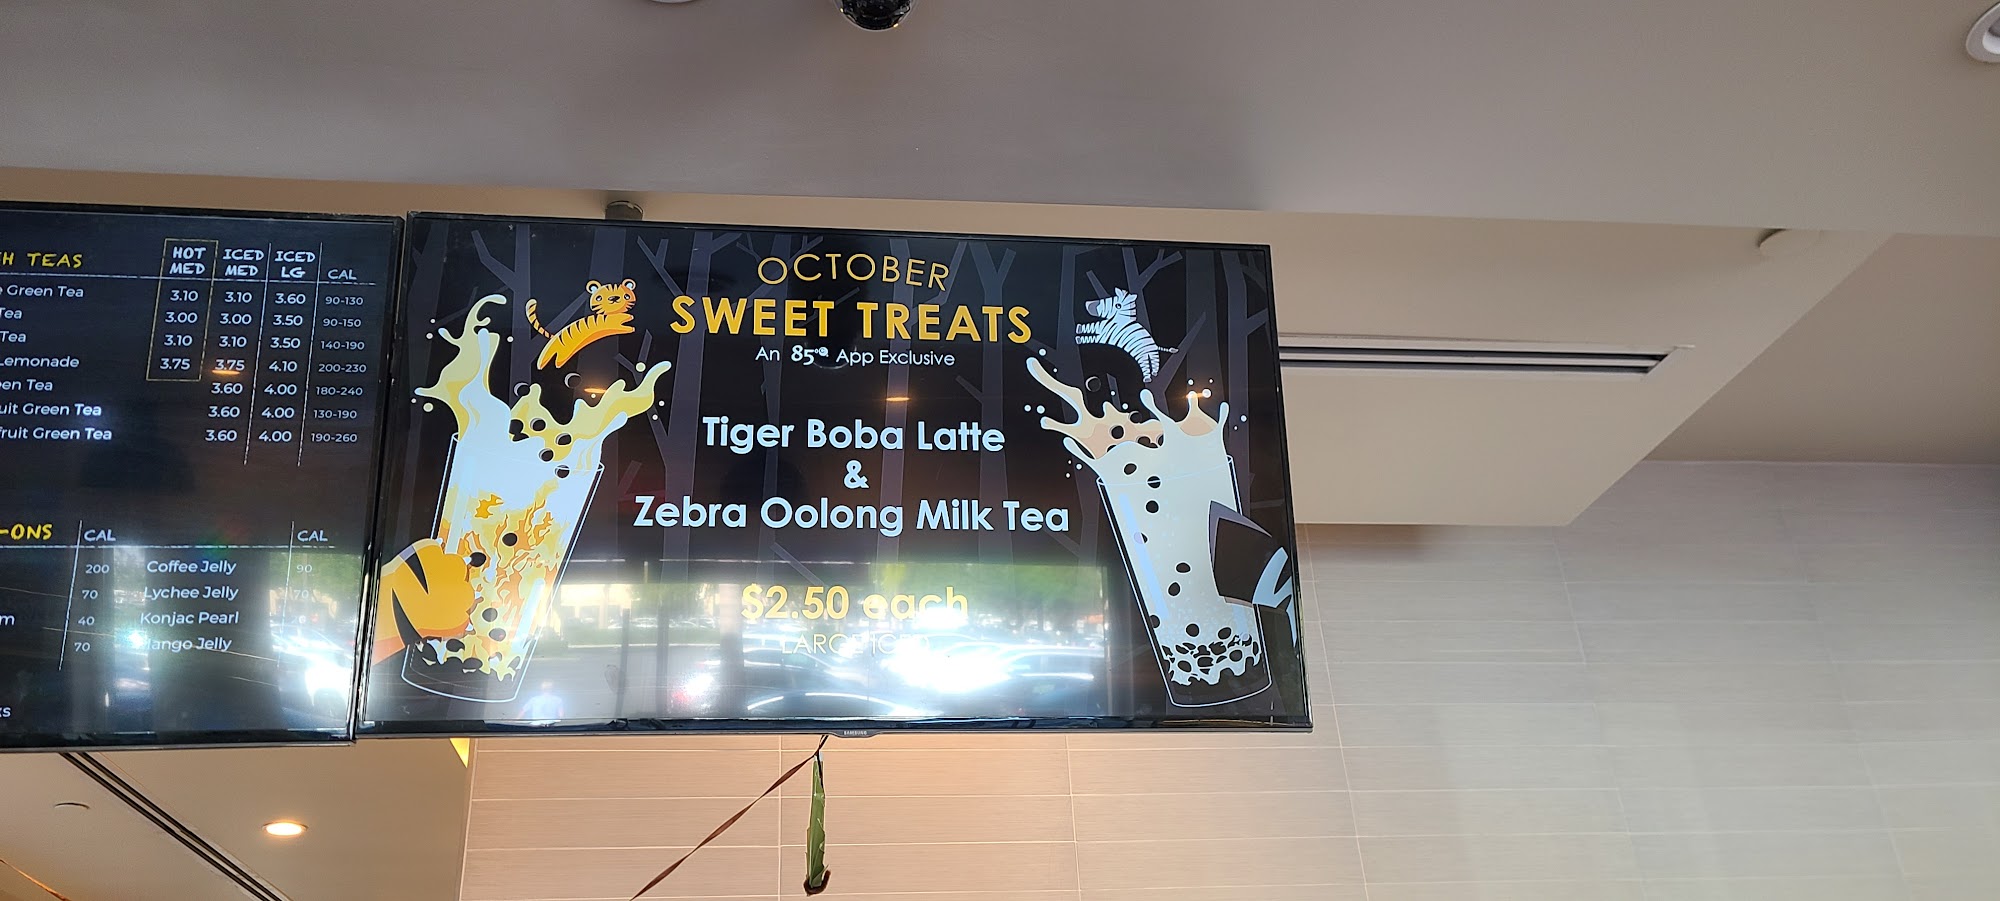 H TEAS
HOT MED ICED MED ICED LG CAL
Green Tea 3.10 3.10 3.60 90-130
Tea 3.00 3.00 3.50 90-150
Tea 3.10 3.10 3.50 140-190
Lemonade 3.75 3.75 4.10 200-230
en Tea 3.60 4.00 180-240
uit Green Tea 3.60 4.00 130-190
ruit Green Tea 3.60 4.00 190-260
-ONS CAL CAL
200 Coffee Jelly 90
70 Lychee Jelly 70
m 40 Konjac Pearl
70 ango Jelly
ks
OCTOBER
SWEET TREATS
An 85°C App Exclusive
Tiger Boba Latte
&
Zebra Oolong Milk Tea
$2.50 each
LARGE ICED
SAMSUNG